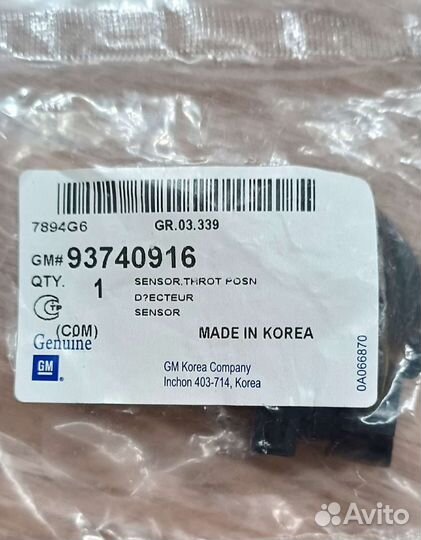 7894G6 GR.03.339
GM# 93740916
QTY. 1 SENSOR,THROT POSN
D?ECTEUR
SENSOR
(COM) MADE IN KOREA
Genuine
GM GM Korea Company
Inchon 403-714, Korea
0A066870
Avito